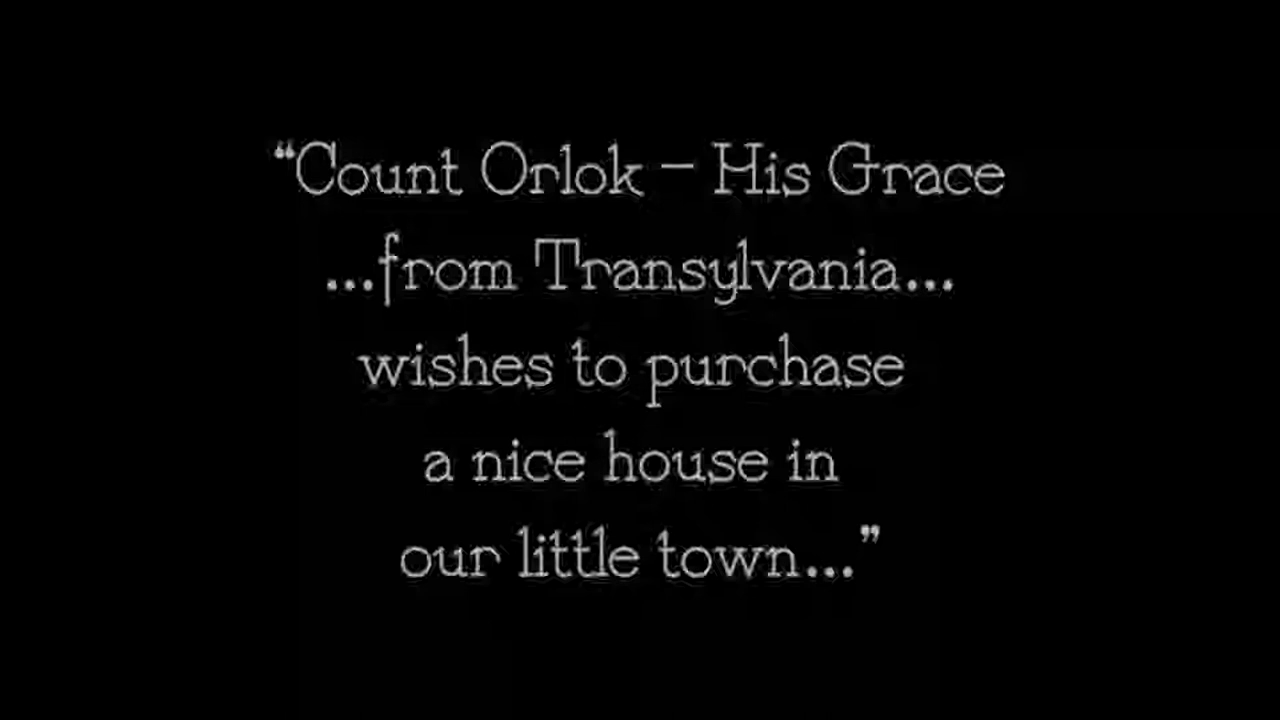 “Count Orlok – His Grace
...from Transylvania...
wishes to purchase
a nice house in
our little town...”